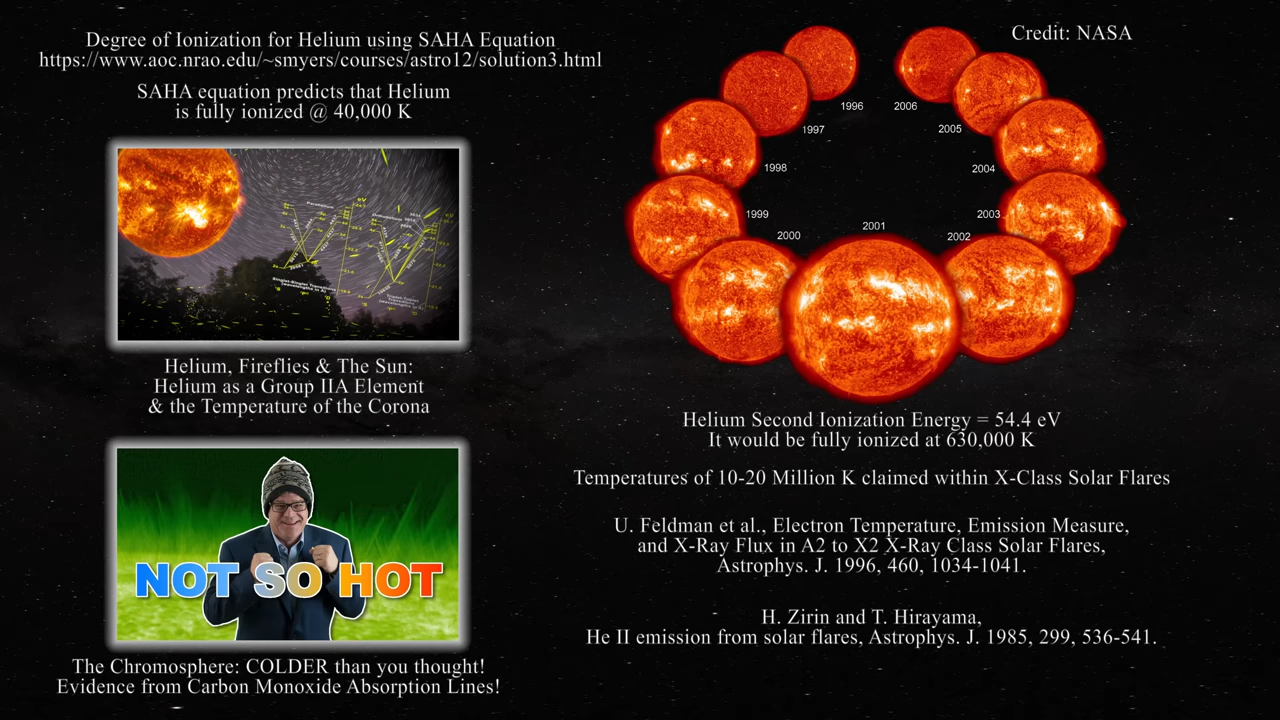 Degree of Ionization for Helium using SAHA Equation
https://www.aoc.nrao.edu/~smyers/courses/astro12/solution3.html
SAHA equation predicts that Helium
is fully ionized @ 40,000 K
Helium, Fireflies & The Sun:
Helium as a Group IIA Element
& the Temperature of the Corona
NOT SO HOT
The Chromosphere: COLDER than you thought!
Evidence from Carbon Monoxide Absorption Lines!
Credit: NASA
1996
2006
1997
2005
1998
2004
1999
2003
2000
2001
2002
Helium Second Ionization Energy = 54.4 eV
It would be fully ionized at 630,000 K
Temperatures of 10-20 Million K claimed within X-Class Solar Flares
U. Feldman et al., Electron Temperature, Emission Measure,
and X-Ray Flux in A2 to X2 X-Ray Class Solar Flares,
Astrophys. J. 1996, 460, 1034-1041.
H. Zirin and T. Hirayama,
He II emission from solar flares, Astrophys. J. 1985, 299, 536-541.